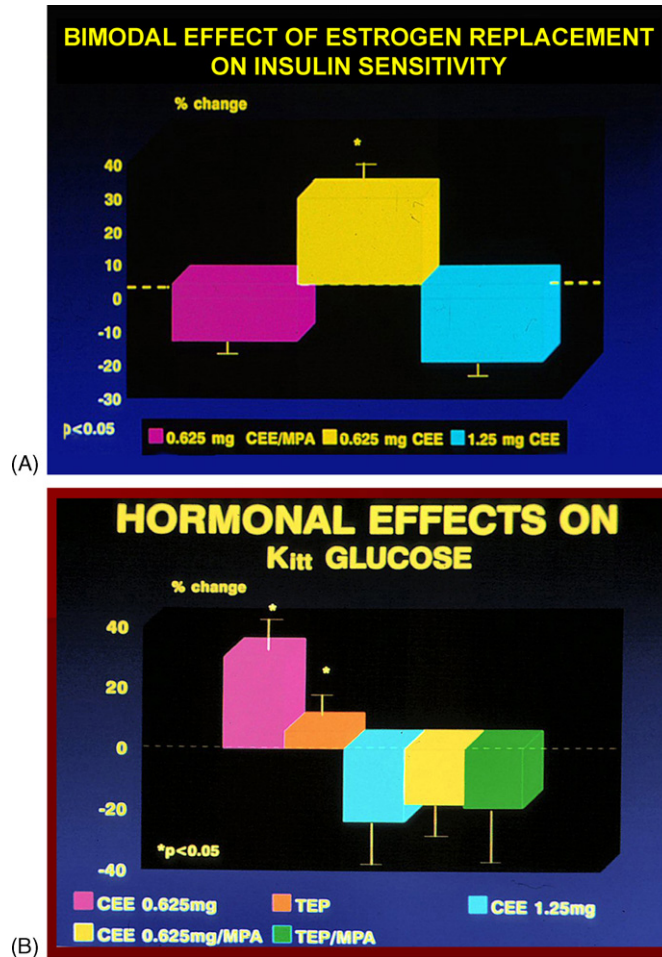 BIMODAL EFFECT OF ESTROGEN REPLACEMENT
ON INSULIN SENSITIVITY
% change
*
40
30
20
10
0
-10
-20
-30
p<0.05
0.625 mg CEE/MPA 0.625 mg CEE 1.25 mg CEE
(A)
HORMONAL EFFECTS ON
Kitt GLUCOSE
% change
*
40
*
20
0
-20
*p<0.05
-40
CEE 0.625mg TEP CEE 1.25mg
CEE 0.625mg/MPA TEP/MPA
(B)